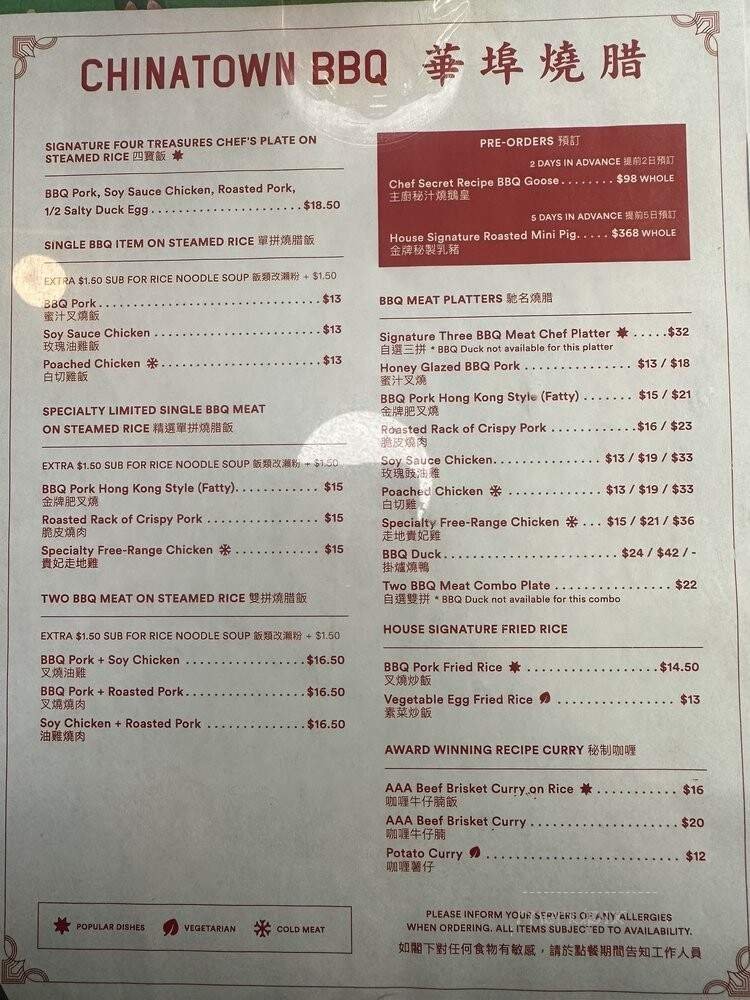 CHINATOWN BBQ 華埠燒腊
SIGNATURE FOUR TREASURES CHEF'S PLATE ON
STEAMED RICE 四寶飯
BBQ Pork, Soy Sauce Chicken, Roasted Pork,
1/2 Salty Duck Egg......................$18.50
SINGLE BBQ ITEM ON STEAMED RICE 單拼燒腊飯
EXTRA $1.50 SUB FOR RICE NOODLE SOUP 飯類改瀨粉 + $1.50
BBQ Pork..............................$13
蜜汁叉燒飯
Soy Sauce Chicken......................$13
玫瑰油雞飯
Poached Chicken.....................$13
白切雞飯
SPECIALTY LIMITED SINGLE BBQ MEAT
ON STEAMED RICE 精選單拼燒腊飯
EXTRA $1.50 SUB FOR RICE NOODLE SOUP 飯類改瀨粉 + $1.50
BBQ Pork Hong Kong Style (Fatty)............ $15
金牌肥叉燒
Roasted Rack of Crispy Pork ................ $15
脆皮燒肉
Specialty Free-Range Chicken ............ $15
貴妃走地雞
TWO BBQ MEAT ON STEAMED RICE 雙拼燒腊飯
EXTRA $1.50 SUB FOR RICE NOODLE SOUP 飯類改瀨粉 + $1.50
BBQ Pork + Soy Chicken .................$16.50
叉燒油雞
BBQ Pork + Roasted Pork.................$16.50
叉燒燒肉
Soy Chicken + Roasted Pork ..............$16.50
油雞燒肉
POPULAR DISHES VEGETARIAN COLD MEAT
PRE-ORDERS 預訂
2 DAYS IN ADVANCE 提前2日預訂
Chef Secret Recipe BBQ Goose........ $98 WHOLE
主廚秘汁燒鵝皇
5 DAYS IN ADVANCE 提前5日預訂
House Signature Roasted Mini Pig..... $368 WHOLE
金牌秘製乳豬
BBQ MEAT PLATTERS 馳名燒腊
Signature Three BBQ Meat Chef Platter .....$32
自選三拼 * BBQ Duck not available for this platter
Honey Glazed BBQ Pork ............... $13 / $18
蜜汁叉燒
BBQ Pork Hong Kong Style (Fatty) ....... $15 / $21
金牌肥叉燒
Roasted Rack of Crispy Pork ............$16 / $23
脆皮燒肉
Soy Sauce Chicken............... $13 / $19 / $33
玫瑰豉油雞
Poached Chicken ............. $13 / $19 / $33
白切雞
Specialty Free-Range Chicken ... $15 / $21 / $36
走地貴妃雞
BBQ Duck........................ $24 / $42 / -
掛爐燒鴨
Two BBQ Meat Combo Plate ................ $22
自選雙拼 * BBQ Duck not available for this combo
HOUSE SIGNATURE FRIED RICE
BBQ Pork Fried Rice ..................$14.50
叉燒炒飯
Vegetable Egg Fried Rice ................. $13
素菜炒飯
AWARD WINNING RECIPE CURRY 秘制咖喱
AAA Beef Brisket Curry on Rice ........... $16
咖喱牛仔腩飯
AAA Beef Brisket Curry .................... $20
咖喱牛仔腩
Potato Curry ........................... $12
咖喱薯仔
PLEASE INFORM YOUR SERVERS OF ANY ALLERGIES
WHEN ORDERING. ALL ITEMS SUBJECTED TO AVAILABILITY.
如閣下對任何食物有敏感，請於點餐期間告知工作人員